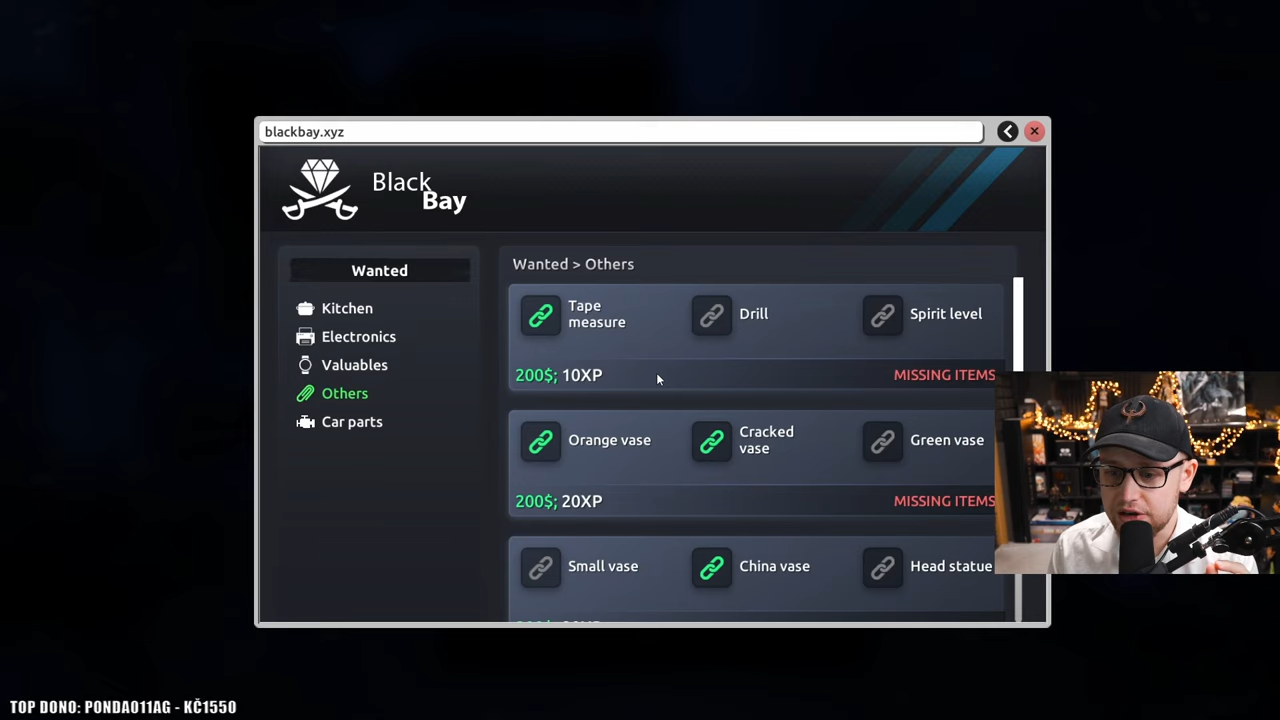 blackbay.xyz
Black
Bay
Wanted
Kitchen
Electronics
Valuables
Others
Car parts
Wanted > Others
Tape
measure
Drill
Spirit level
200$; 10XP
MISSING ITEMS
Orange vase
Cracked
vase
Green vase
200$; 20XP
MISSING ITEMS
Small vase
China vase
Head statue
TOP DONO: PONDA011AG - KČ1550